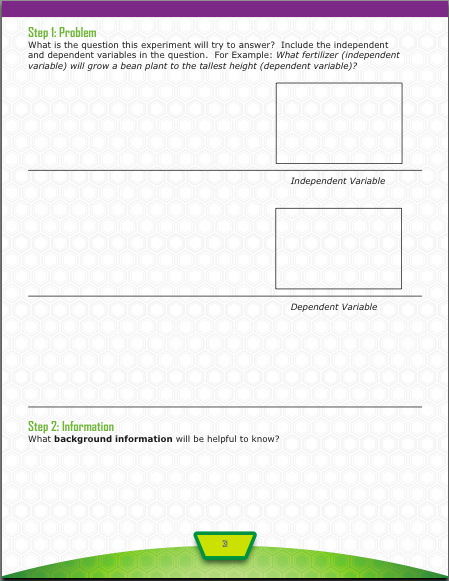 Step 1: Problem
What is the question this experiment will try to answer?  Include the independent
and dependent variables in the question.  For Example: What fertilizer (independent
variable) will grow a bean plant to the tallest height (dependent variable)?
Independent Variable
Dependent Variable
Step 2: Information
What background information will be helpful to know?